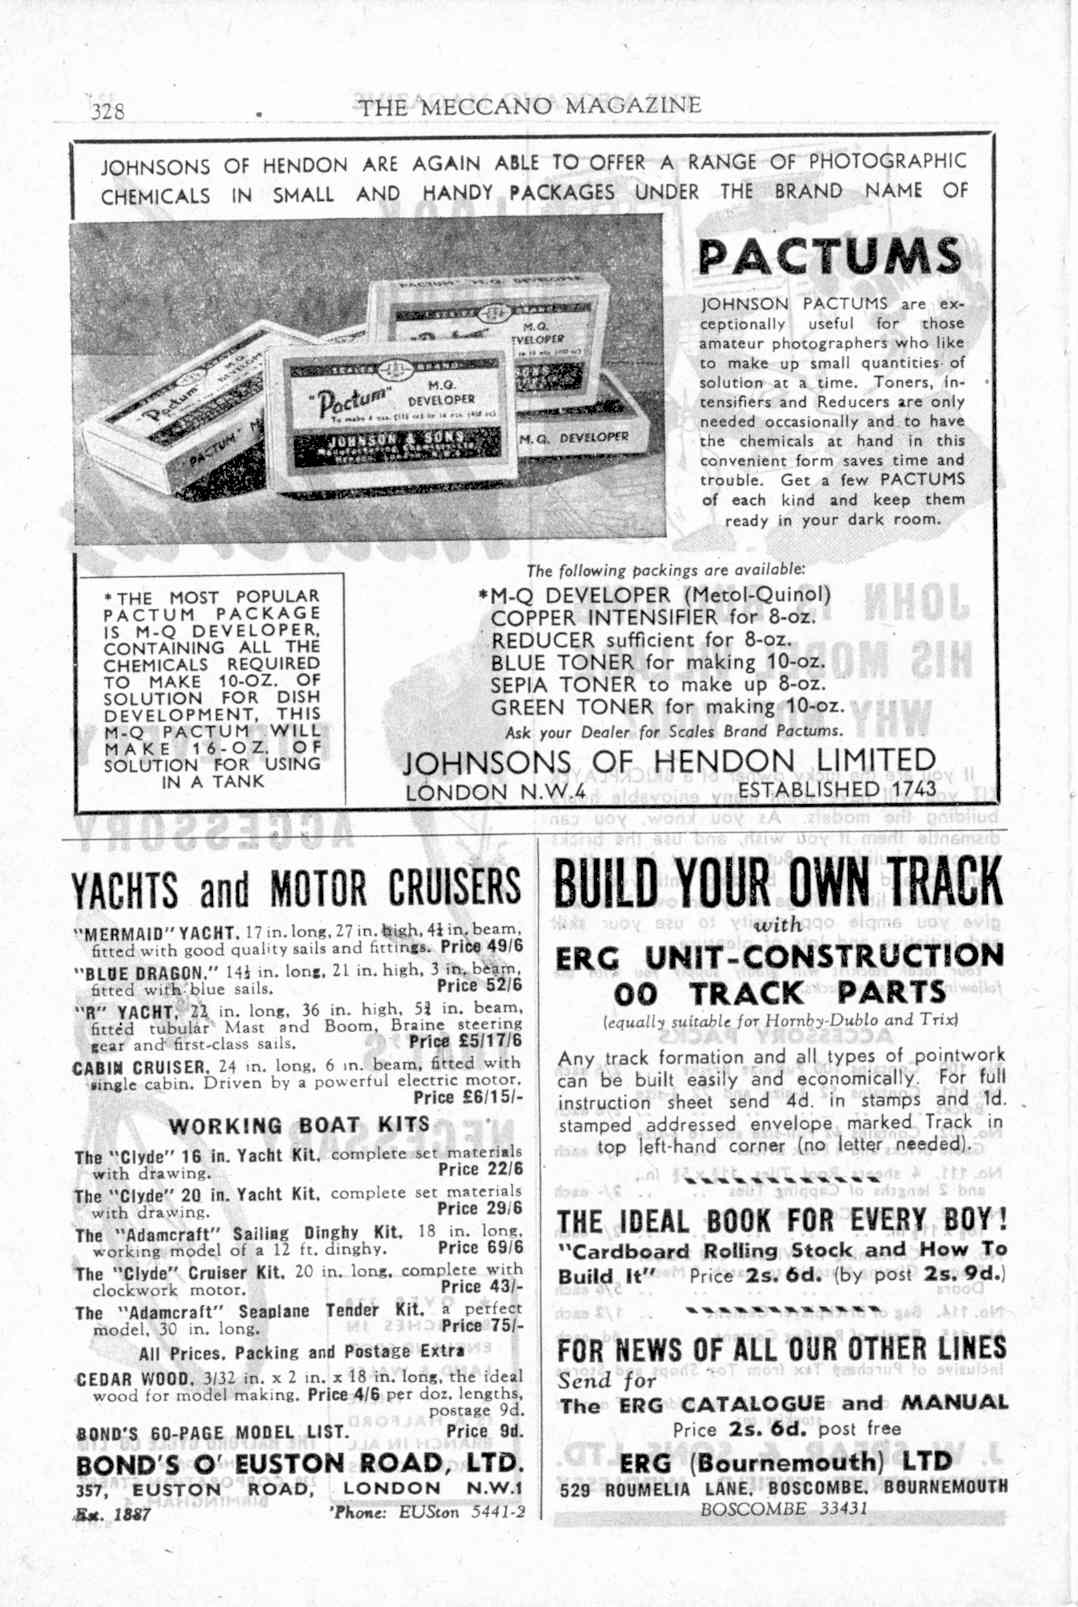 328
THE MECCANO MAGAZINE
JOHNSONS OF HENDON ARE AGAIN ABLE TO OFFER A RANGE OF PHOTOGRAPHIC
CHEMICALS IN SMALL AND HANDY PACKAGES UNDER THE BRAND NAME OF
PACTUMS
JOHNSON PACTUMS are ex-
ceptionally useful for those
amateur photographers who like
to make up small quantities of
solution at a time. Toners, In-
tensifiers and Reducers are only
needed occasionally and to have
the chemicals at hand in this
convenient form saves time and
trouble. Get a few PACTUMS
of each kind and keep them
ready in your dark room.
"PACTUM" M.Q. DEVELOPER
SCALES BRAND
"Pactum"
M.Q.
DEVELOPER
JOHNSON & SONS
M.Q. DEVELOPER
*THE MOST POPULAR
PACTUM PACKAGE
IS M-Q DEVELOPER,
CONTAINING ALL THE
CHEMICALS REQUIRED
TO MAKE 10-OZ. OF
SOLUTION FOR DISH
DEVELOPMENT, THIS
M-Q PACTUM WILL
MAKE 16-OZ. OF
SOLUTION FOR USING
IN A TANK
The following packings are available:
*M-Q DEVELOPER (Metol-Quinol)
COPPER INTENSIFIER for 8-oz.
REDUCER sufficient for 8-oz.
BLUE TONER for making 10-oz.
SEPIA TONER to make up 8-oz.
GREEN TONER for making 10-oz.
Ask your Dealer for Scales Brand Pactums.
JOHNSONS OF HENDON LIMITED
LONDON N.W.4 ESTABLISHED 1743
YACHTS and MOTOR CRUISERS
"MERMAID" YACHT, 17 in. long, 27 in. high, 4½ in. beam,
fitted with good quality sails and fittings. Price 49/6
"BLUE DRAGON." 14½ in. long, 21 in. high, 3 in. beam,
fitted with blue sails. Price 52/6
"R" YACHT, 22 in. long, 36 in. high, 5¾ in. beam,
fitted tubular Mast and Boom, Braine steering
gear and first-class sails. Price £5/17/6
CABIN CRUISER, 24 in. long, 6 in. beam, fitted with
single cabin. Driven by a powerful electric motor.
Price £6/15/-
WORKING BOAT KITS
The "Clyde" 16 in. Yacht Kit, complete set materials
with drawing. Price 22/6
The "Clyde" 20 in. Yacht Kit, complete set materials
with drawing. Price 29/6
The "Adamcraft" Sailing Dinghy Kit, 18 in. long,
working model of a 12 ft. dinghy. Price 69/6
The "Clyde" Cruiser Kit, 20 in. long, complete with
clockwork motor. Price 43/-
The "Adamcraft" Seaplane Tender Kit, a perfect
model, 30 in. long. Price 75/-
All Prices, Packing and Postage Extra
CEDAR WOOD, 3/32 in. x 2 in. x 18 in. long, the ideal
wood for model making. Price 4/6 per doz. lengths,
postage 9d.
BOND'S 60-PAGE MODEL LIST. Price 9d.
BOND'S O' EUSTON ROAD, LTD.
357, EUSTON ROAD, LONDON N.W.1
Est. 1887 'Phone: EUSton 5441-2
BUILD YOUR OWN TRACK
with
ERG UNIT-CONSTRUCTION
OO TRACK PARTS
(equally suitable for Hornby-Dublo and Trix)
Any track formation and all types of pointwork
can be built easily and economically. For full
instruction sheet send 4d. in stamps and 1d.
stamped addressed envelope marked Track in
top left-hand corner (no letter needed).
THE IDEAL BOOK FOR EVERY BOY!
"Cardboard Rolling Stock and How To
Build It" Price 2s. 6d. (by post 2s. 9d.)
FOR NEWS OF ALL OUR OTHER LINES
Send for
The ERG CATALOGUE and MANUAL
Price 2s. 6d. post free
ERG (Bournemouth) LTD
529 ROUMELIA LANE, BOSCOMBE, BOURNEMOUTH
BOSCOMBE 33431